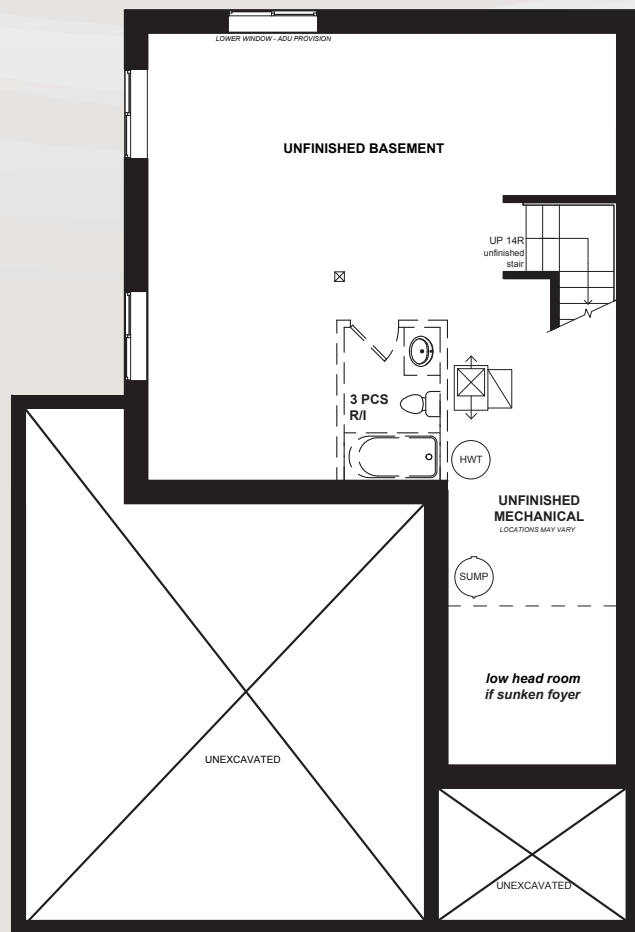 LOWER WINDOW - ADU PROVISION
UNFINISHED BASEMENT
UP 14R
unfinished
stair
3 PCS
R/I
HWT
UNFINISHED
MECHANICAL
LOCATIONS MAY VARY
SUMP
low head room
if sunken foyer
UNEXCAVATED
UNEXCAVATED